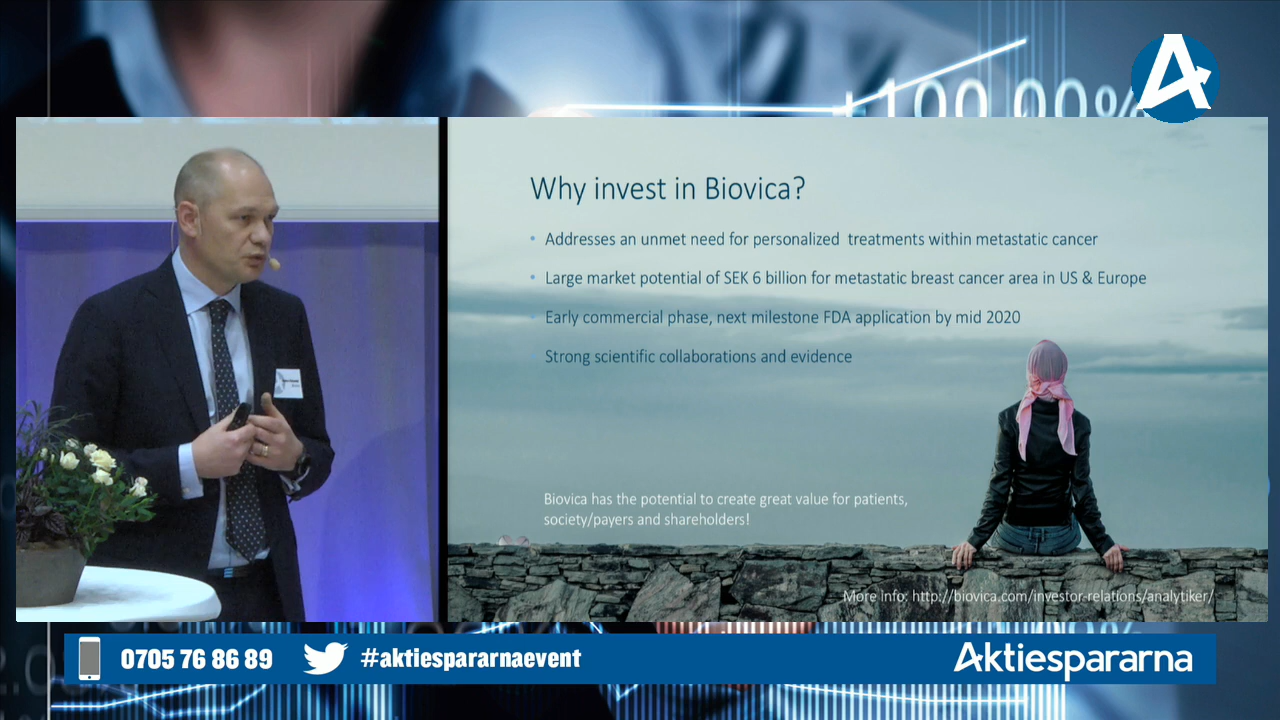 +100.00%
Why invest in Biovica?
• Addresses an unmet need for personalized treatments within metastatic cancer
• Large market potential of SEK 6 billion for metastatic breast cancer area in US & Europe
• Early commercial phase, next milestone FDA application by mid 2020
Strong scientific collaborations and evidence
Biovica has the potential to create great value for patients,
society/payers and shareholders!
More info: http://biovica.com/investor-relations/analytiker/
0705 76 86 89
#aktiespararnaevent
Aktiespararna